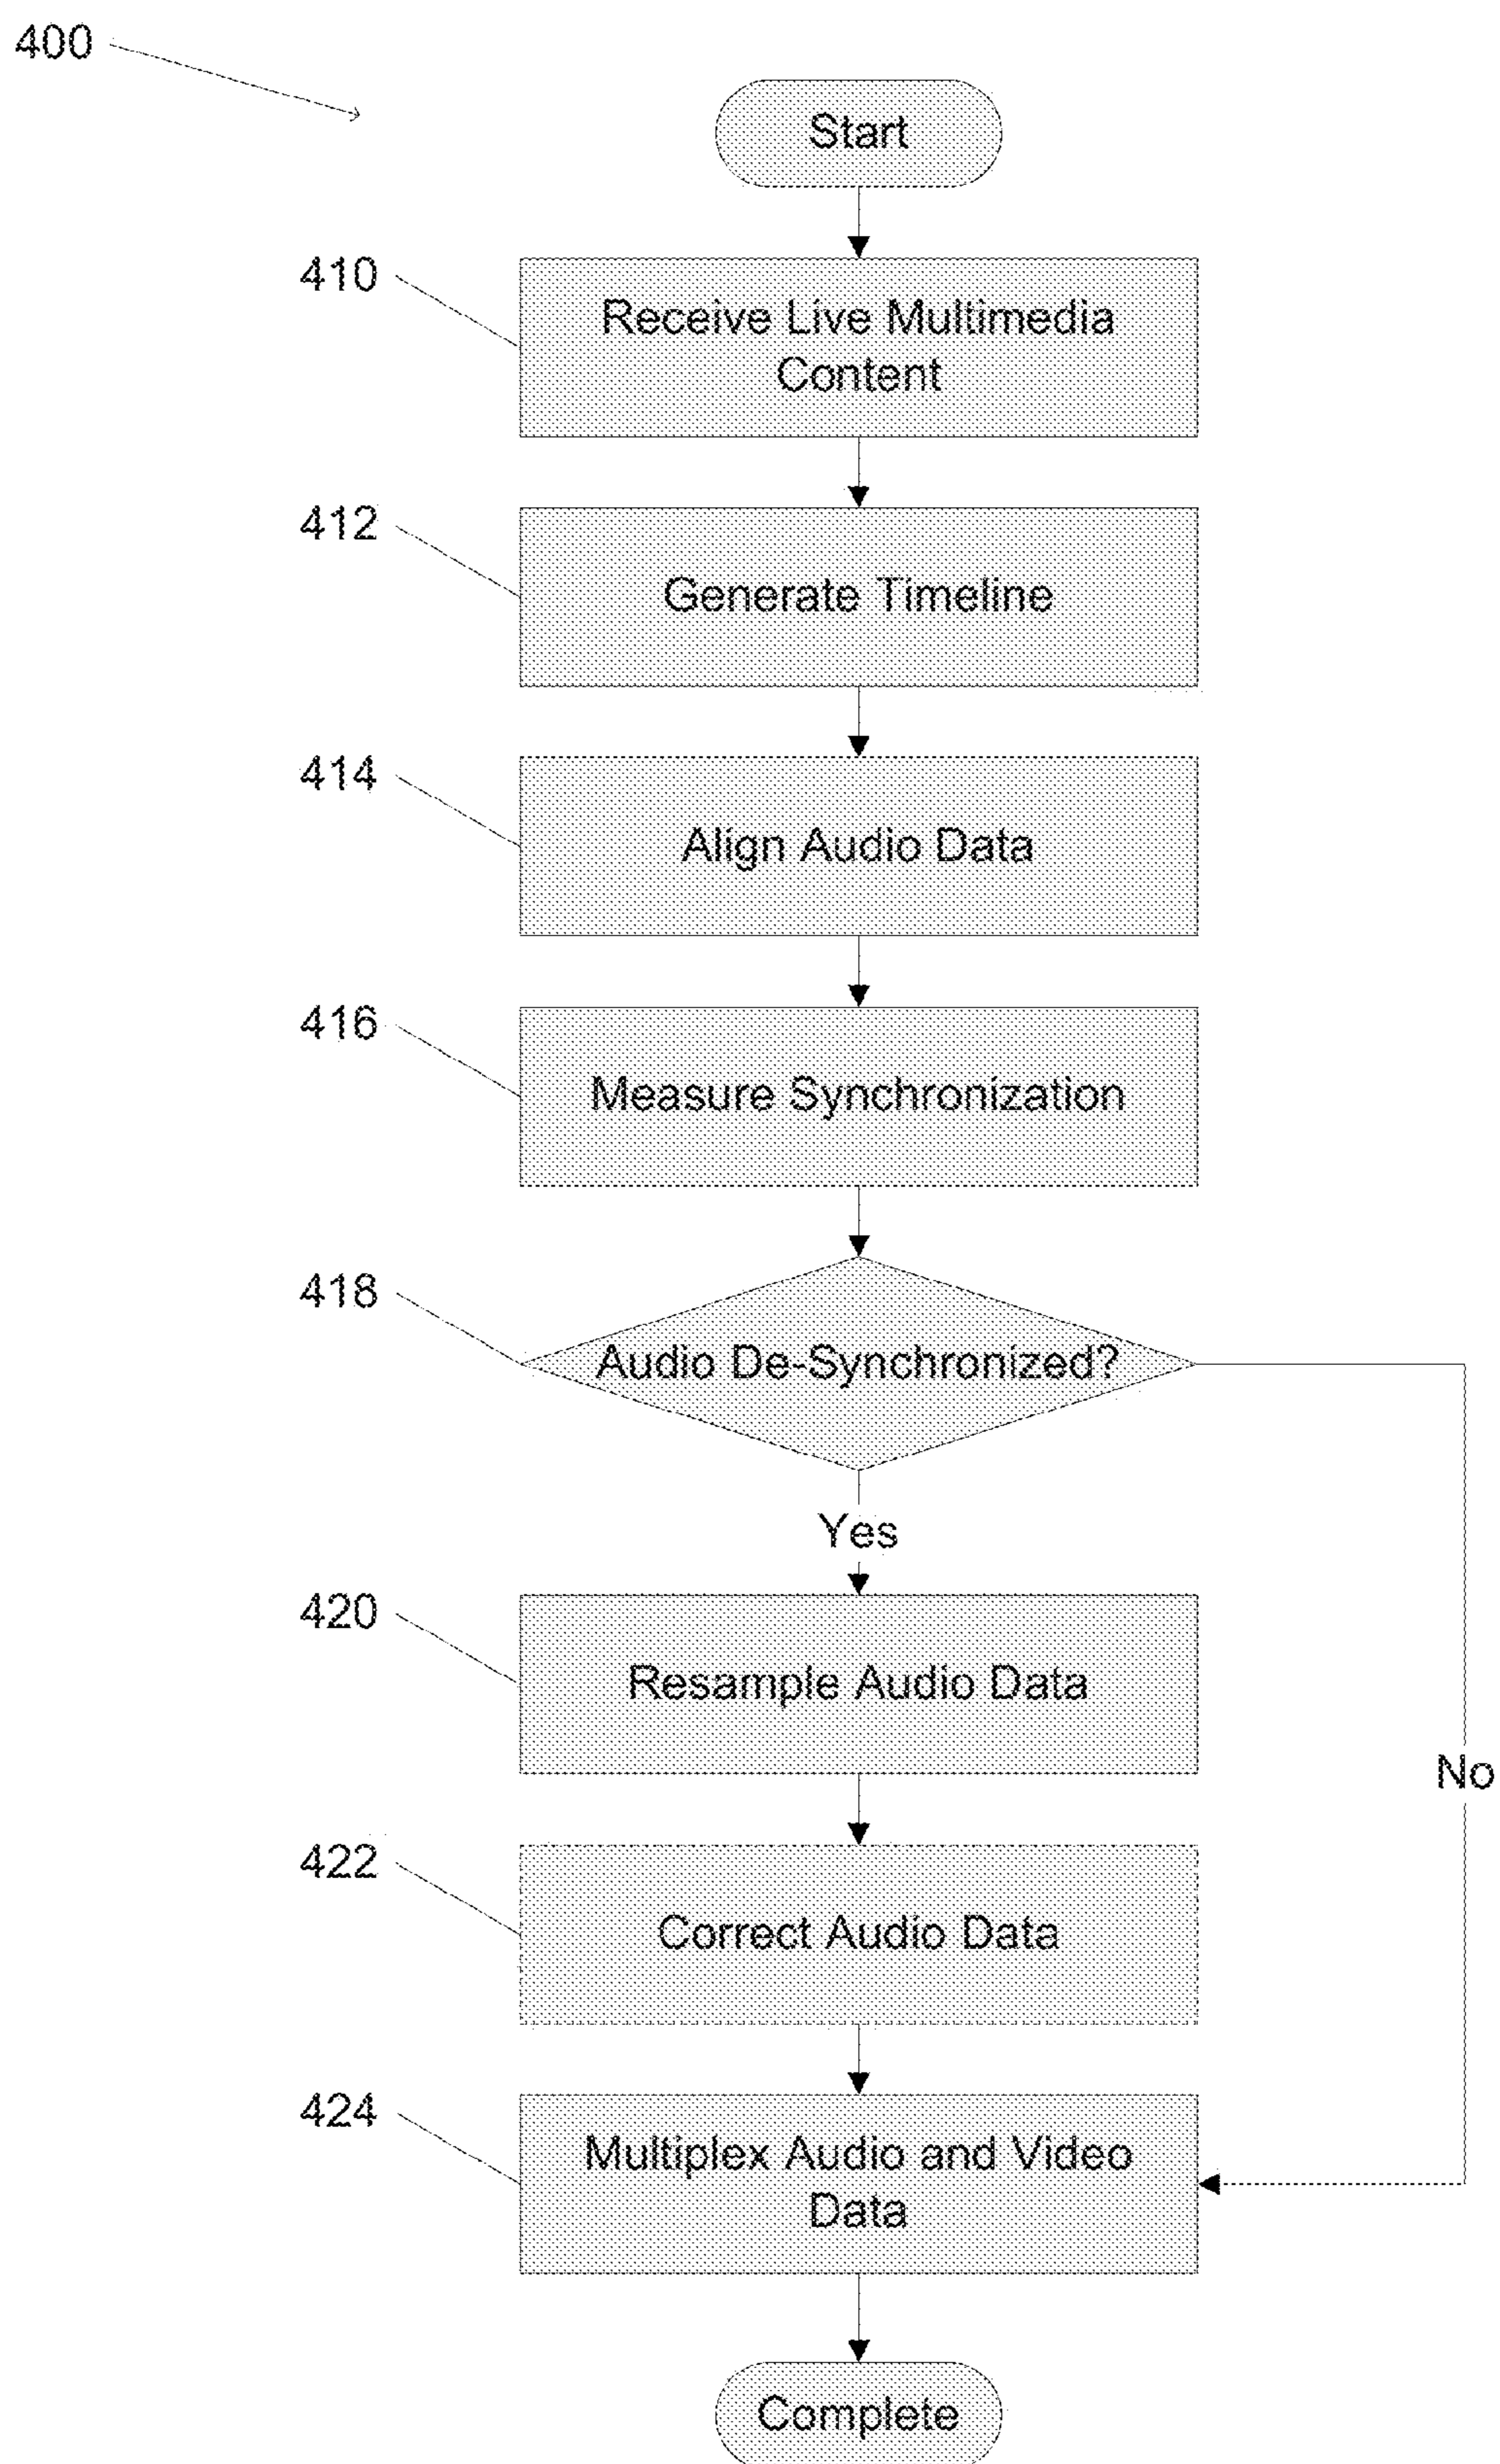 400
Start
410
Receive Live Multimedia
Content
412
Generate Timeline
414
Align Audio Data
416
Measure Synchronization
418
Audio De-Synchronized?
Yes
420
Resample Audio Data
No
422
Correct Audio Data
424
Multiplex Audio and Video
Data
Complete